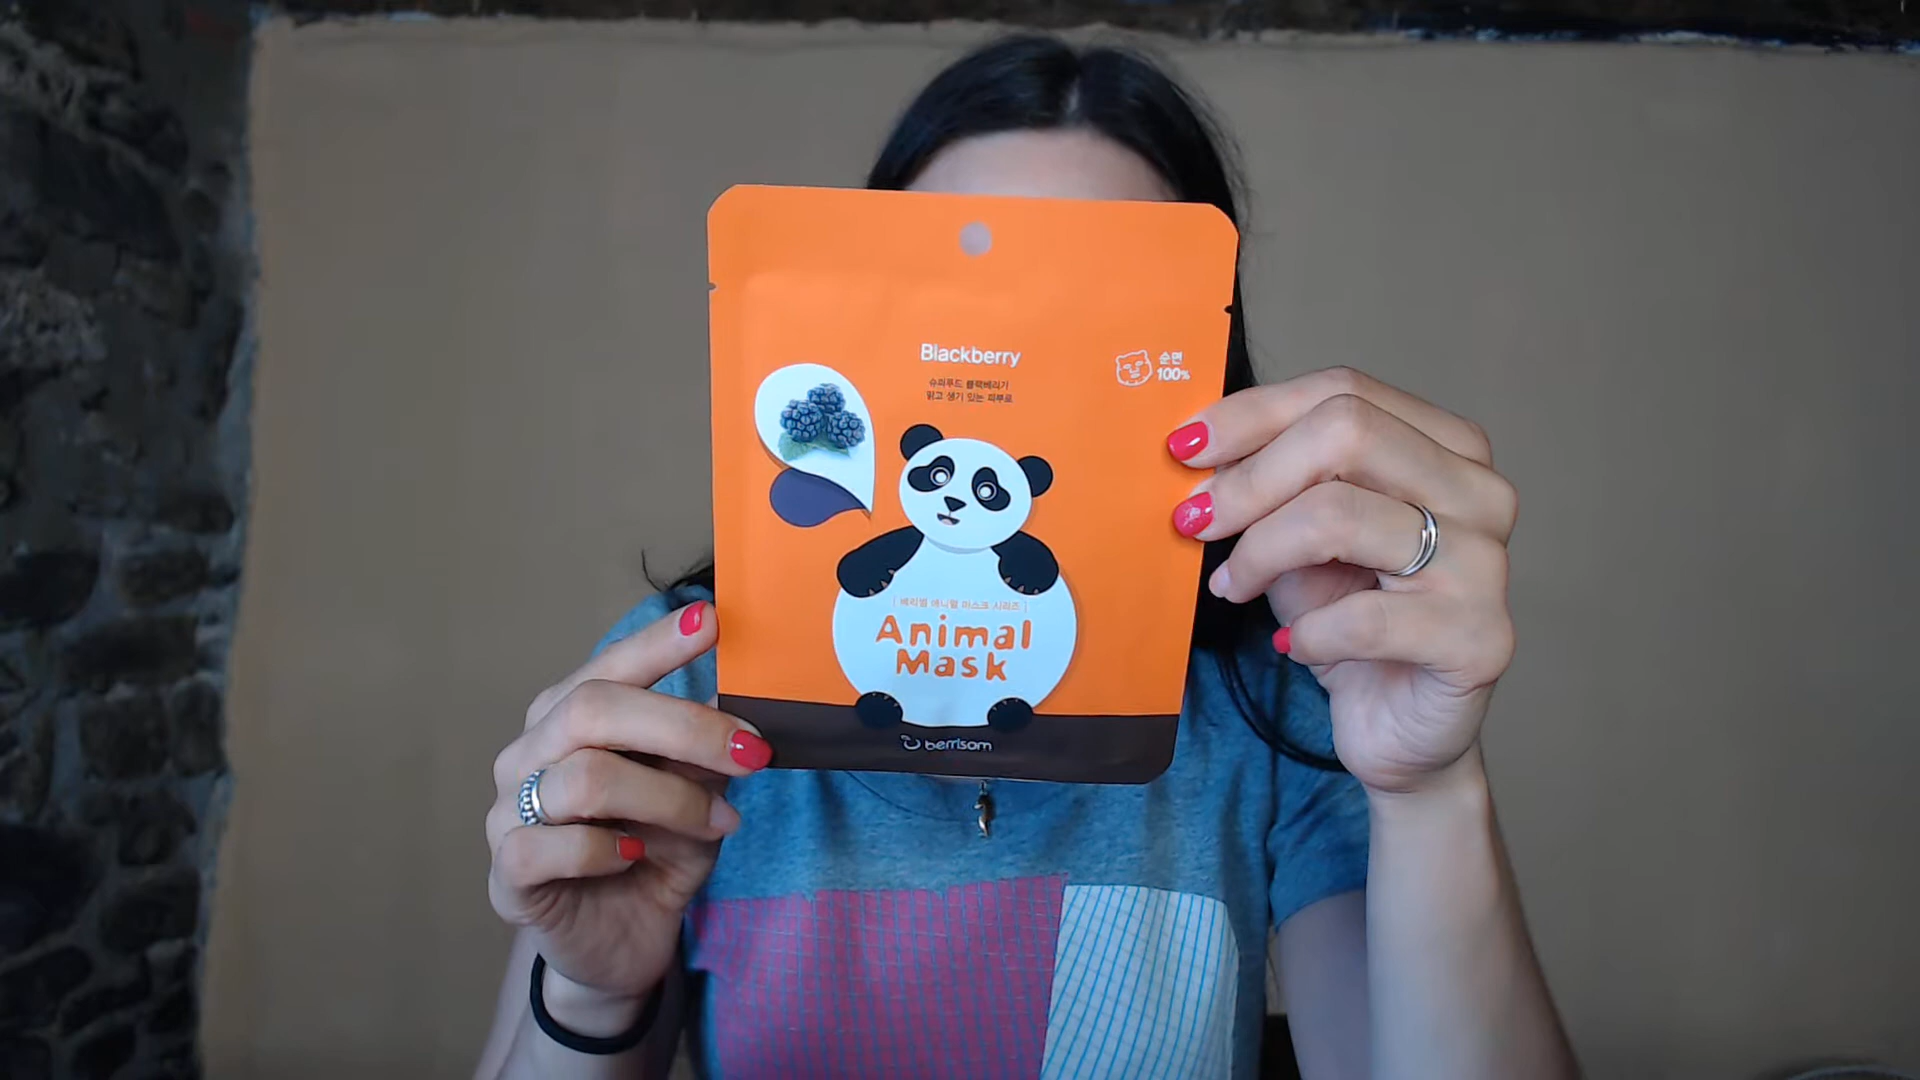 Blackberry
슈퍼푸드 블랙베리가
맑고 생기 있는 피부로
순면
100%
[ 베리썸 애니멀 마스크 시리즈 ]
Animal
Mask
berrisom